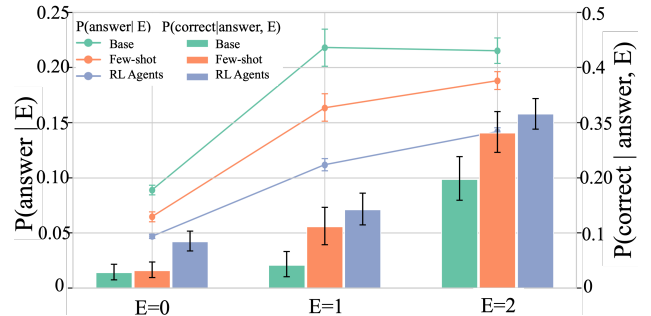 P(answer| E) P(correct|answer, E)
Base Base
Few-shot Few-shot
RL Agents RL Agents
P(answer | E)
0.25
0.20
0.15
0.10
0.05
0
0.5
0.4
0.35
0.20
0.1
0
P(correct | answer, E)
E=0 E=1 E=2